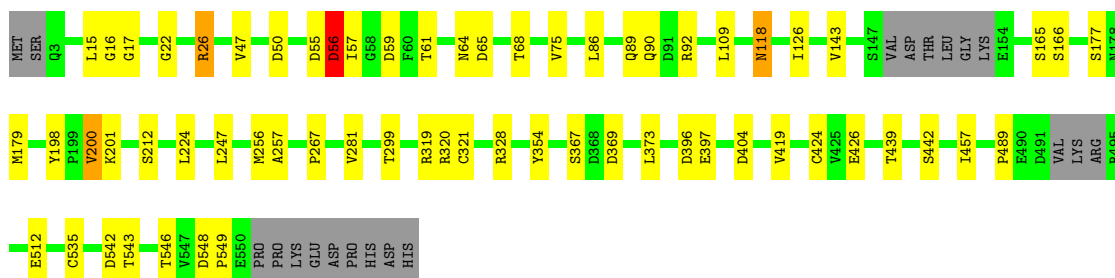 MET SER Q3 L15 G16 G17 G22 R26 V47 D50 D55 D56 I57 G58 D59 F60 T61 N64 D65 T68 V75 L86 Q89 Q90 D91 R92 L109 N118 I126 V143 S147 VAL ASP THR LEU GLY LYS E154 S165 S166 S177 N178
M179 Y198 P199 V200 K201 S212 L224 L247 M256 A257 P267 V281 T299 R319 R320 C321 R328 Y354 S367 D368 D369 L373 D396 E397 D404 V419 C424 V425 E426 T439 S442 I457 P489 E490 D491 VAL LYS ARG
E512 C535 D542 T543 T546 V547 D548 P549 E550 PRO PRO LYS GLU ASP PRO HIS ASP HIS